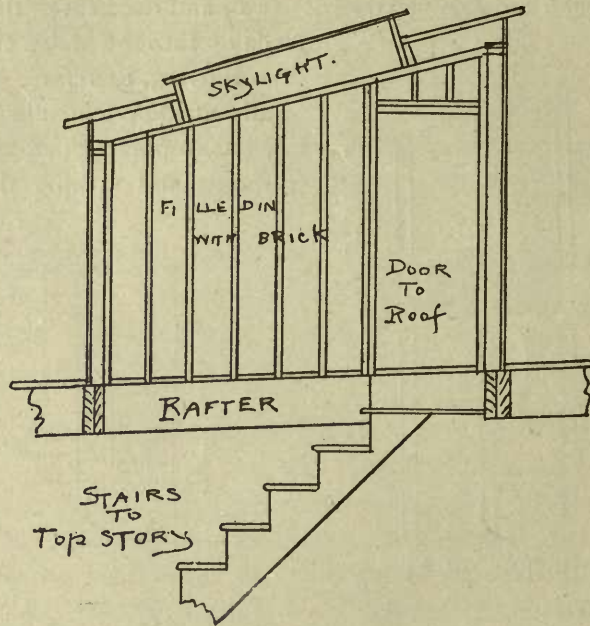 SKYLIGHT.
FILLED IN
WITH BRICK
DOOR
TO
Roof
RAFTER
STAIRS
TO
Top STORY